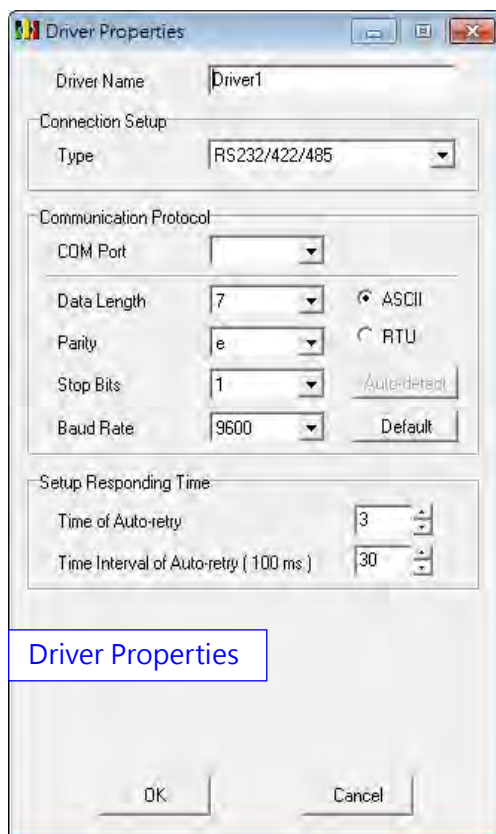 Driver Properties
Driver Name Driver1
Connection Setup
Type RS232/422/485
Communication Protocol
COM Port
Data Length 7 ASCII
Parity e RTU
Stop Bits 1 Auto-detect
Baud Rate 9600 Default
Setup Responding Time
Time of Auto-retry 3
Time Interval of Auto-retry ( 100 ms ) 30
Driver Properties
OK Cancel